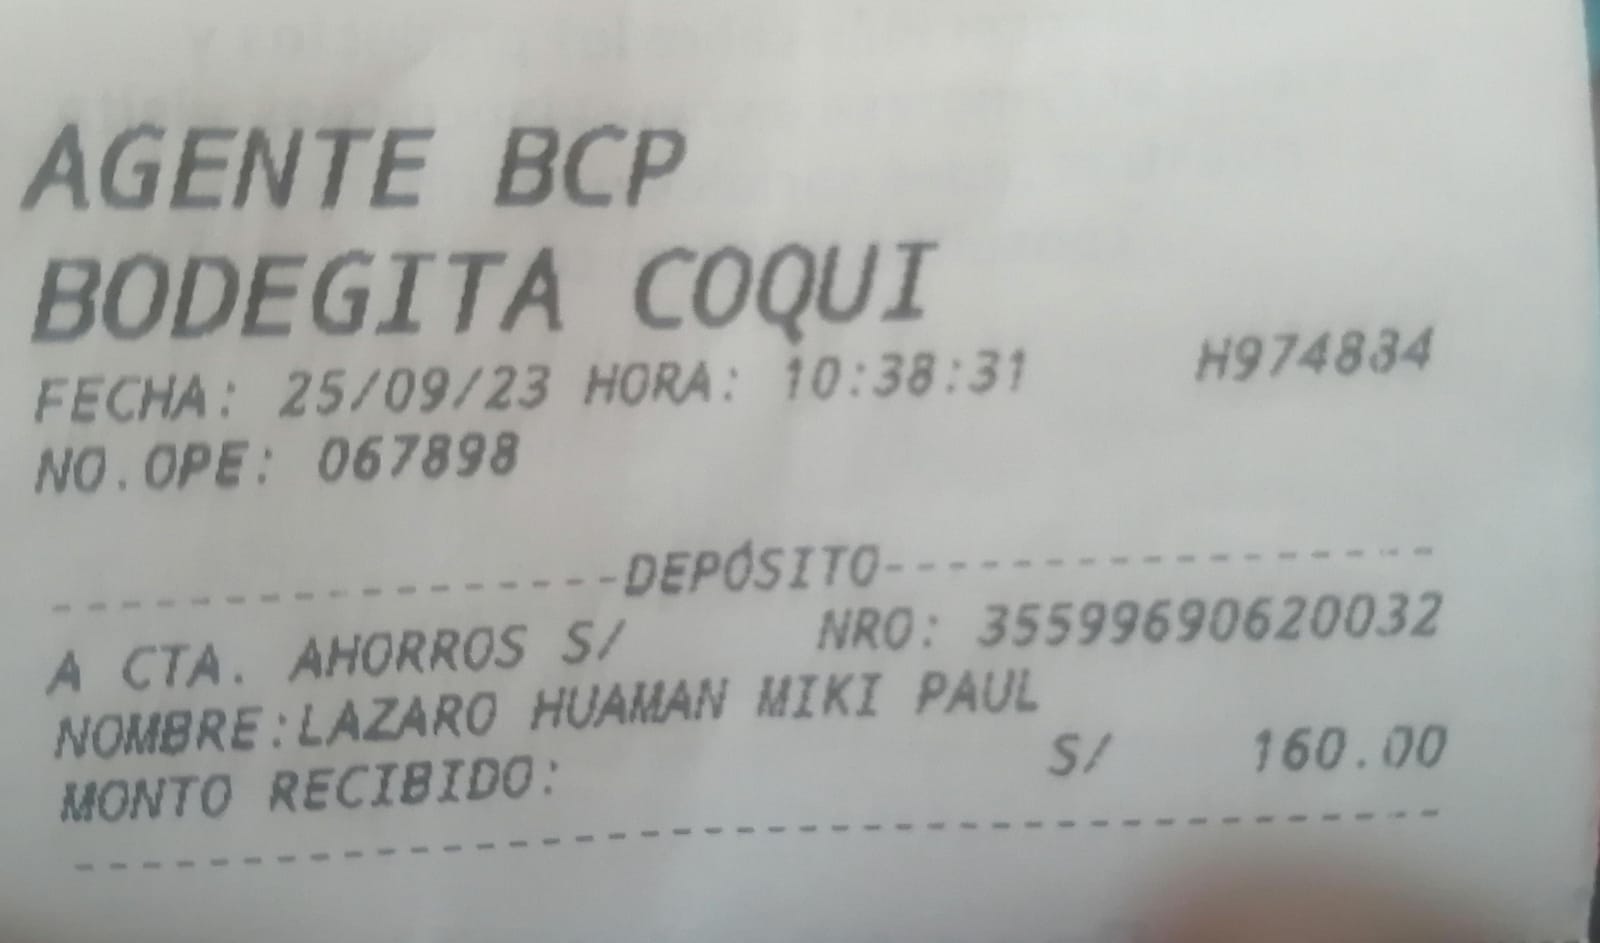 AGENTE BCP
BODEGITA COQUI
FECHA: 25/09/23 HORA: 10:38:31 H974834
NO.OPE: 067898
-----------------DEPÓSITO-----------------
A CTA. AHORROS S/ NRO: 35599690620032
NOMBRE:LAZARO HUAMAN MIKI PAUL
MONTO RECIBIDO: S/ 160.00
------------------------------------------